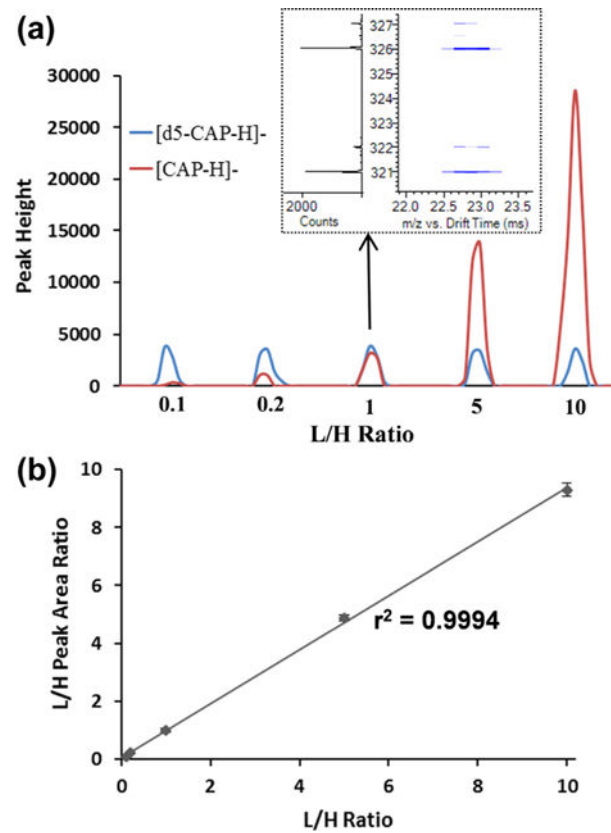 (a)
30000
25000
20000
15000
10000
5000
0
Peak Height
[d5-CAP-H]-
[CAP-H]-
2000
Counts
327
326
325
324
323
322
321
22.0 22.5 23.0 23.5
m/z vs. Drift Time (ms)
0.1 0.2 1 5 10
L/H Ratio
(b)
10
8
6
4
2
0
L/H Peak Area Ratio
r² = 0.9994
0 2 4 6 8 10
L/H Ratio